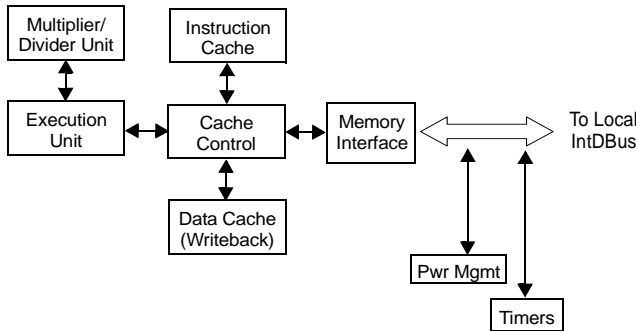 Multiplier/
Divider Unit
Instruction
Cache
Execution
Unit
Cache
Control
Memory
Interface
To Local
IntDBus
Data Cache
(Writeback)
Pwr Mgmt
Timers